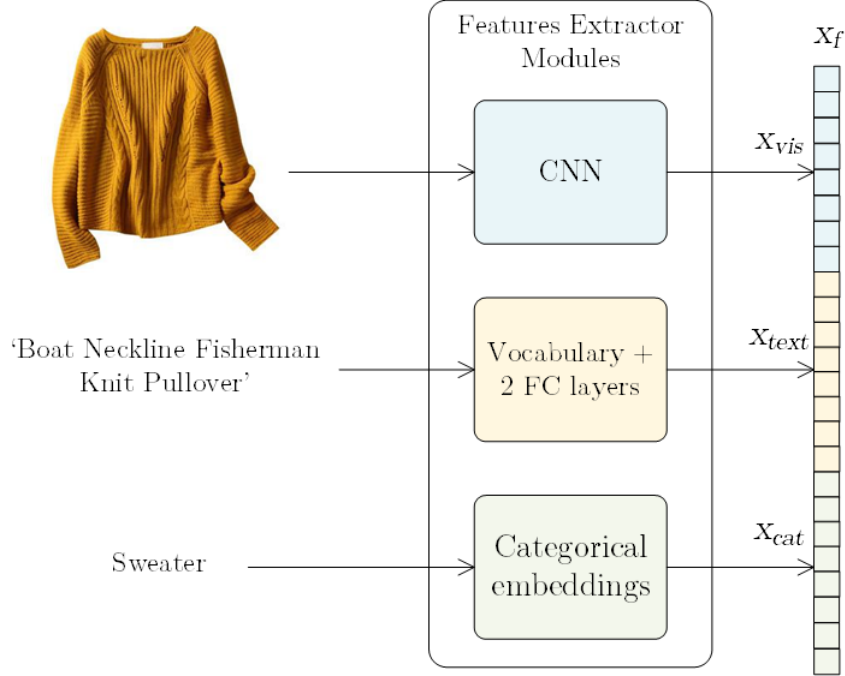 Features Extractor
Modules
X_f
CNN
X_vis
'Boat Neckline Fisherman
Knit Pullover'
Vocabulary +
2 FC layers
X_text
Sweater
Categorical
embeddings
X_cat